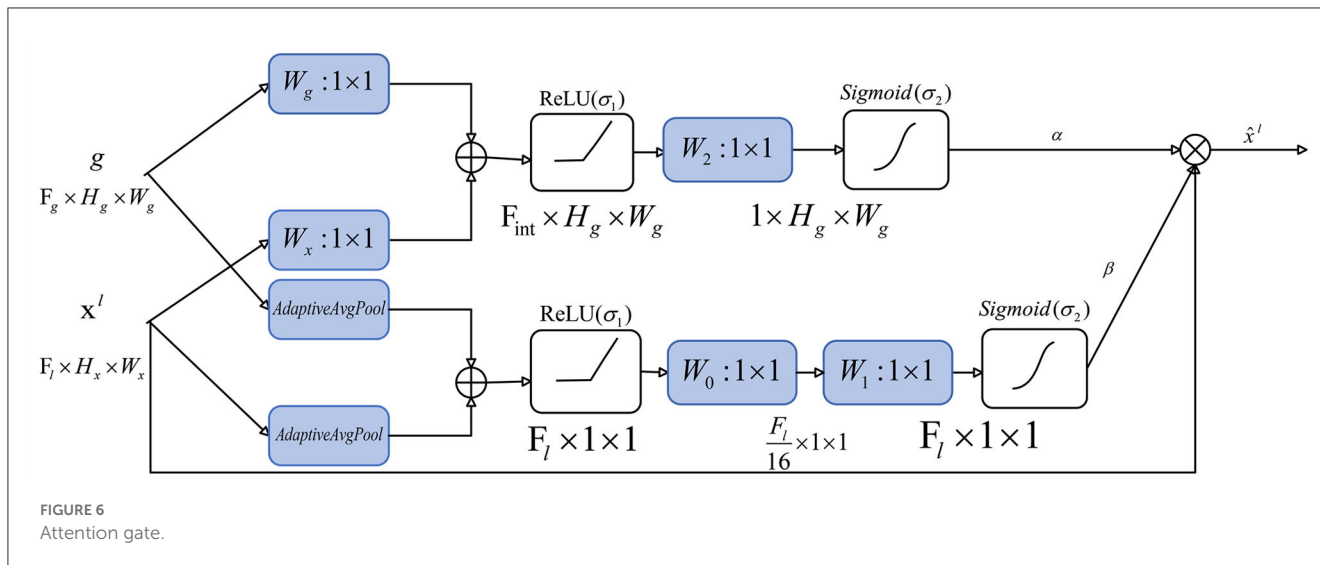 W_g : 1×1
ReLU(σ_1)
Sigmoid(σ_2)
α
x̂^l
g
F_g × H_g × W_g
W_2 : 1×1
F_int × H_g × W_g
1 × H_g × W_g
W_x : 1×1
x^l
F_l × H_x × W_x
AdaptiveAvgPool
ReLU(σ_1)
Sigmoid(σ_2)
β
W_0 : 1×1
W_1 : 1×1
AdaptiveAvgPool
F_l × 1 × 1
F_l/16 × 1 × 1
F_l × 1 × 1
FIGURE 6
Attention gate.